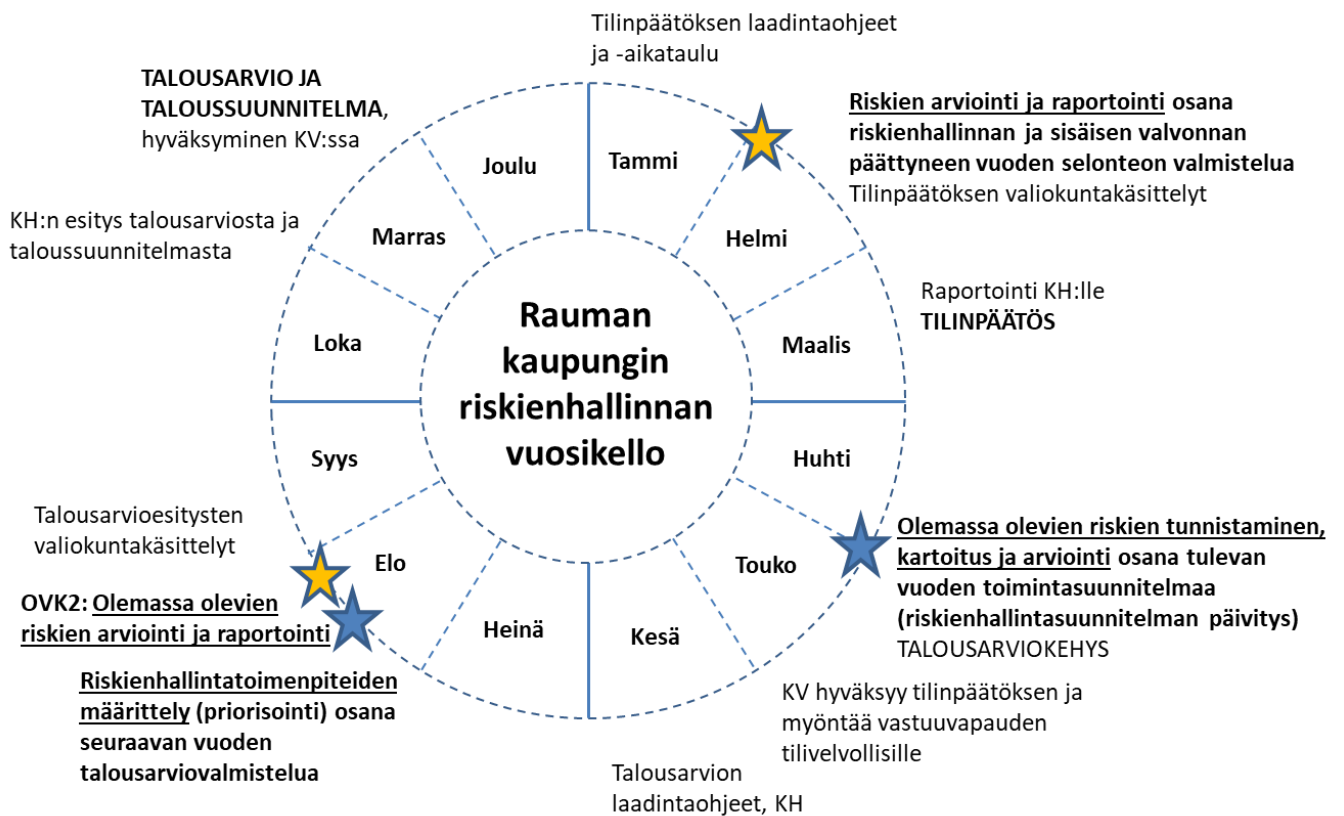 Tilinpäätöksen laadintaohjeet
ja -aikataulu
TALOUSARVIO JA
TALOUSSUUNNITELMA,
hyväksyminen KV:ssa
Riskien arviointi ja raportointi osana
riskienhallinnan ja sisäisen valvonnan
päättyneen vuoden selonteon valmistelua
Tilinpäätöksen valiokuntakäsittelyt
KH:n esitys talousarviosta ja
taloussuunnitelmasta
Raportointi KH:lle
TILINPÄÄTÖS
Joulu
Tammi
Marras
Helmi
Loka
Maalis
Rauman
kaupungin
riskienhallinnan
vuosikello
Syys
Huhti
Elo
Touko
Heinä
Kesä
Talousarvioesitysten
valiokuntakäsittelyt
OVK2: Olemassa olevien
riskien arviointi ja raportointi
Riskienhallintatoimenpiteiden
määrittely (priorisointi) osana
seuraavan vuoden
talousarviovalmistelua
Olemassa olevien riskien tunnistaminen,
kartoitus ja arviointi osana tulevan
vuoden toimintasuunnitelmaa
(riskienhallintasuunnitelman päivitys)
TALOUSARVIOKEHYS
KV hyväksyy tilinpäätöksen ja
myöntää vastuuvapauden
tilivelvollisille
Talousarvion
laadintaohjeet, KH